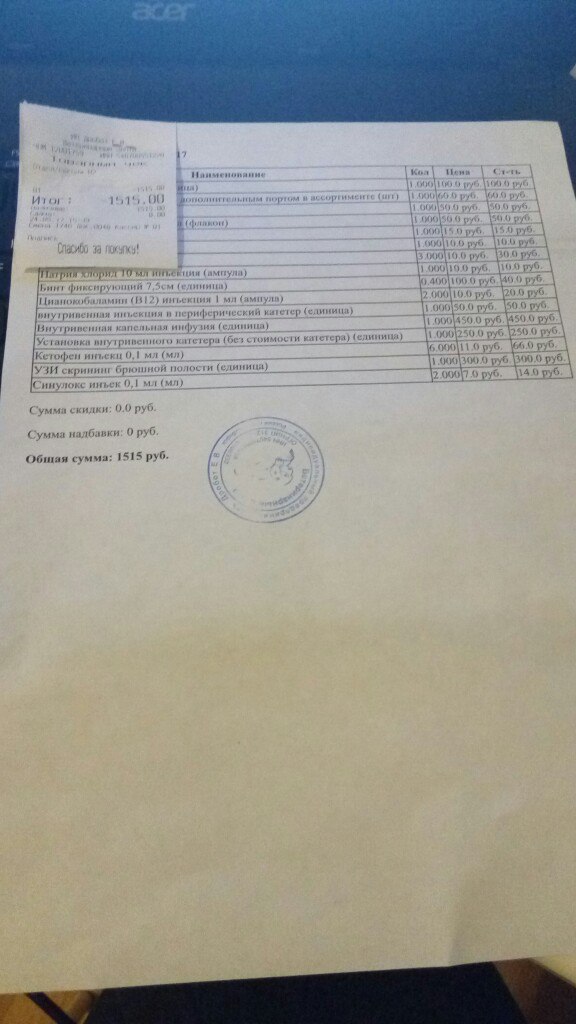 acer
17
ИТОГ: 1515.00
1515.00
0.00
Спасибо за покупку!
Наименование Кол Цена Ст-ть
ица) 1.000 100.0 руб. 100.0 руб.
дополнительным портом в ассортименте (шт) 1.000 60.0 руб. 60.0 руб.
1.000 50.0 руб. 50.0 руб.
(флакон) 1.000 50.0 руб. 50.0 руб.
1.000 15.0 руб. 15.0 руб.
1.000 10.0 руб. 10.0 руб.
3.000 10.0 руб. 30.0 руб.
Натрия хлорид 10 мл инъекция (ампула) 1.000 10.0 руб. 10.0 руб.
Бинт фиксирующий 7,5см (единица) 0.400 100.0 руб. 40.0 руб.
Цианокобаламин (В12) инъекция 1 мл (ампула) 2.000 10.0 руб. 20.0 руб.
внутривенная инъекции в периферический катетер (единица) 1.000 50.0 руб. 50.0 руб.
Внутривенная капельная инфузия (единица) 1.000 450.0 руб. 450.0 руб.
Установка внутривенного катетера (без стоимости катетера) (единица) 1.000 250.0 руб. 250.0 руб.
Кетофен инъекц 0,1 мл (мл) 6.000 11.0 руб. 66.0 руб.
УЗИ скрининг брюшной полости (единица) 1.000 300.0 руб. 300.0 руб.
Синулокс инъек 0,1 мл (мл) 2.000 7.0 руб. 14.0 руб.
Сумма скидки: 0.0 руб.
Сумма надбавки: 0 руб.
Общая сумма: 1515 руб.